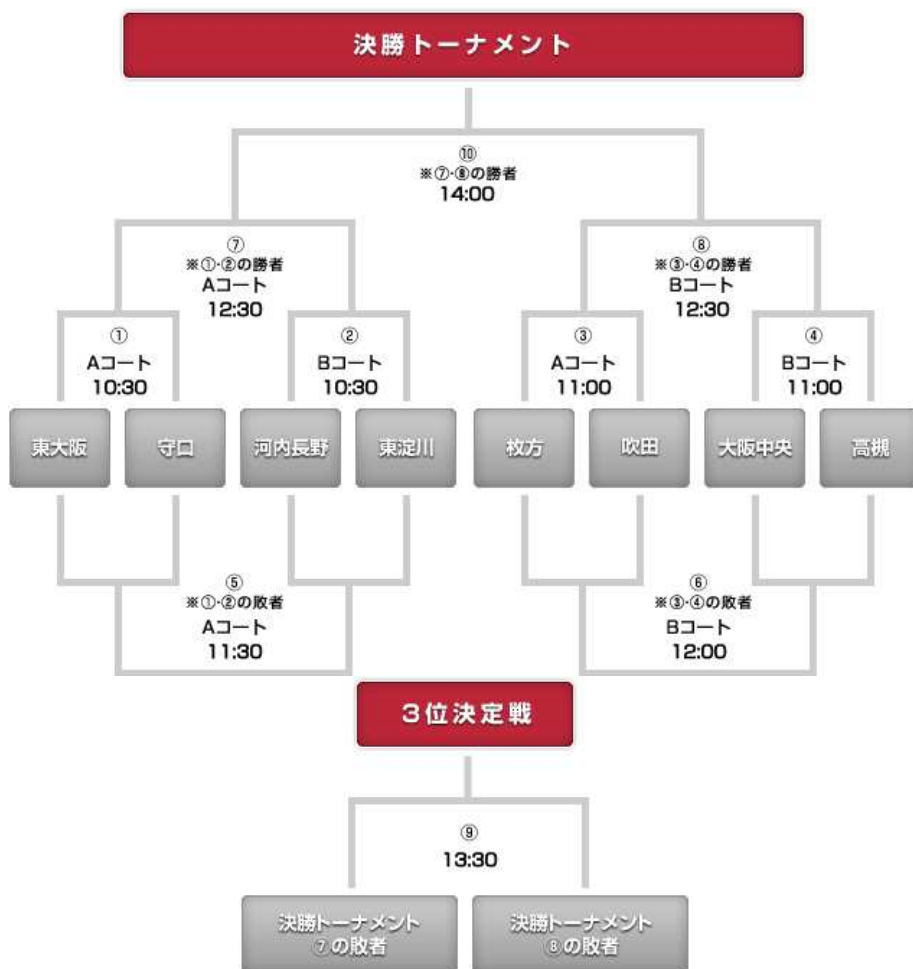 決勝トーナメント
⑩
※⑦·⑧の勝者
14:00
⑦
※①·②の勝者
Aコート
12:30
⑧
※③·④の勝者
Bコート
12:30
①
Aコート
10:30
②
Bコート
10:30
③
Aコート
11:00
④
Bコート
11:00
東大阪
守口
河内長野
東淀川
枚方
吹田
大阪中央
高槻
⑤
※①·②の敗者
Aコート
11:30
⑥
※③·④の敗者
Bコート
12:00
3位決定戦
⑨
13:30
決勝トーナメント
⑦の敗者
決勝トーナメント
⑧の敗者